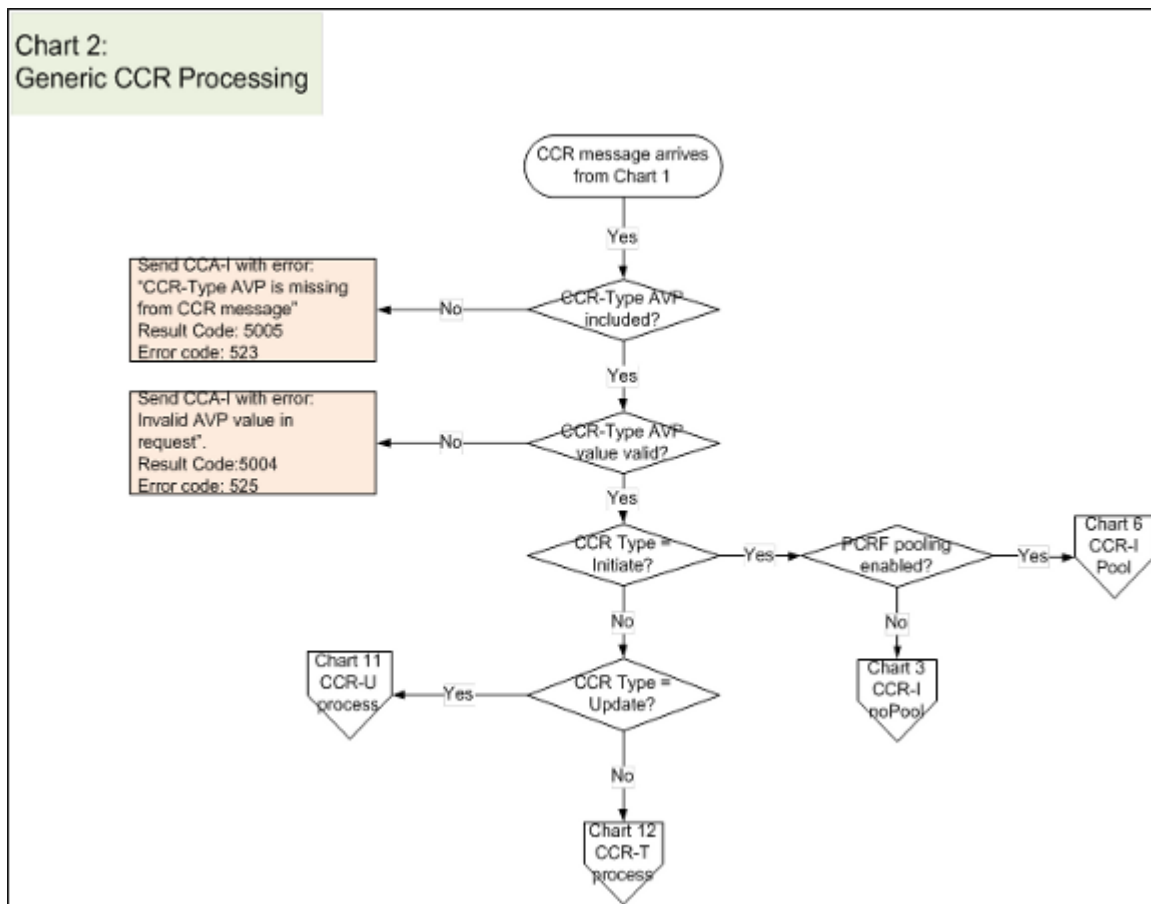 Chart 2:
Generic CCR Processing
CCR message arrives
from Chart 1
Yes
Send CCA-I with error:
"CCR-Type AVP is missing
from CCR message"
Result Code: 5005
Error code: 523
No
CCR-Type AVP
included?
Yes
Send CCA-I with error:
Invalid AVP value in
request".
Result Code:5004
Error code: 525
No
CCR-Type AVP
value valid?
Yes
CCR Type =
Initiate?
Yes
PCRF pooling
enabled?
Yes
Chart 6
CCR-I
Pool
No
No
Chart 11
CCR-U
process
Yes
CCR Type =
Update?
Chart 3
CCR-I
noPool
No
Chart 12
CCR-T
process